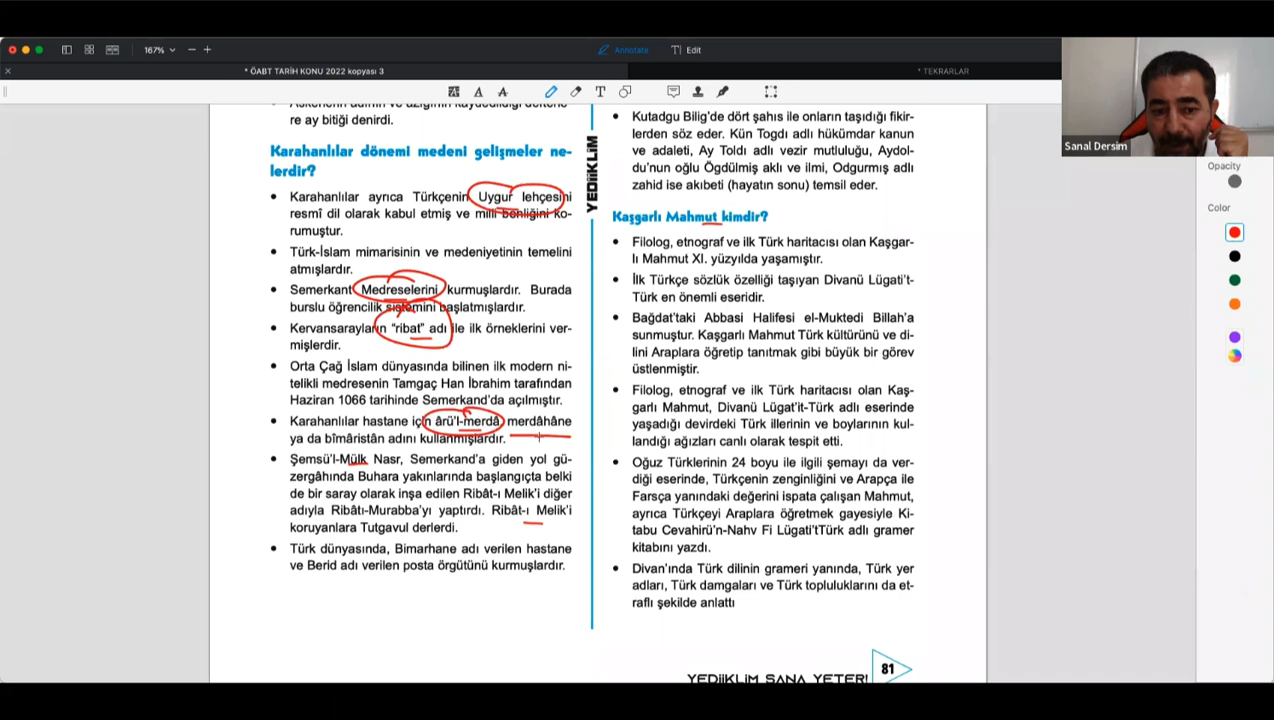 167%
Annotate
Edit
* ÖABT TARİH KONU 2022 kopyası 3
* TEKRARLAR
Sanal Dersim
Opacity
Color
re ay bitiği denirdi.
Karahanlılar dönemi medeni gelişmeler ne-
lerdir?
• Karahanlılar ayrıca Türkçenin Uygur lehçesini
resmî dil olarak kabul etmiş ve milli benliğini ko-
rumuştur.
• Türk-İslam mimarisinin ve medeniyetinin temelini
atmışlardır.
• Semerkant Medreselerini kurmuşlardır. Burada
burslu öğrencilik sistemini başlatmışlardır.
• Kervansarayların “ribat” adı ile ilk örneklerini ver-
mişlerdir.
• Orta Çağ İslam dünyasında bilinen ilk modern ni-
telikli medresenin Tamgaç Han İbrahim tarafından
Haziran 1066 tarihinde Semerkand’da açılmıştır.
• Karahanlılar hastane için ârü’l-merdâ, merdâhâne
ya da bîmâristân adını kullanmışlardır.
• Şemsü’l-Mülk Nasr, Semerkand’a giden yol gü-
zergâhında Buhara yakınlarında başlangıçta belki
de bir saray olarak inşa edilen Ribât-ı Melik’i diğer
adıyla Ribâtı-Murabba’yı yaptırdı. Ribât-ı Melik’i
koruyanlara Tutgavul derlerdi.
• Türk dünyasında, Bimarhane adı verilen hastane
ve Berid adı verilen posta örgütünü kurmuşlardır.
YEDİİKLİM
• Kutadgu Bilig’de dört şahıs ile onların taşıdığı fikir-
lerden söz eder. Kün Togdı adlı hükümdar kanun
ve adaleti, Ay Toldı adlı vezir mutluluğu, Aydol-
du’nun oğlu Ögdülmiş aklı ve ilmi, Odgurmış adlı
zahid ise akıbeti (hayatın sonu) temsil eder.
Kaşgarlı Mahmut kimdir?
• Filolog, etnograf ve ilk Türk haritacısı olan Kaşgar-
lı Mahmut XI. yüzyılda yaşamıştır.
• İlk Türkçe sözlük özelliği taşıyan Divanü Lügati’t-
Türk en önemli eseridir.
• Bağdat’taki Abbasi Halifesi el-Muktedi Billah’a
sunmuştur. Kaşgarlı Mahmut Türk kültürünü ve di-
lini Araplara öğretip tanıtmak gibi büyük bir görev
üstlenmiştir.
• Filolog, etnograf ve ilk Türk haritacısı olan Kaş-
garlı Mahmut, Divanü Lügat’it-Türk adlı eserinde
yaşadığı devirdeki Türk illerinin ve boylarının kul-
landığı ağızları canlı olarak tespit etti.
• Oğuz Türklerinin 24 boyu ile ilgili şemayı da ver-
diği eserinde, Türkçenin zenginliğini ve Arapça ile
Farsça yanındaki değerini ispata çalışan Mahmut,
ayrıca Türkçeyi Araplara öğretmek gayesiyle Ki-
tabu Cevahirü’n-Nahv Fi Lügati’tTürk adlı gramer
kitabını yazdı.
• Divan’ında Türk dilinin grameri yanında, Türk yer
adları, Türk damgaları ve Türk topluluklarını da et-
raflı şekilde anlattı
81
YEDİİKLİM SANA YETER!